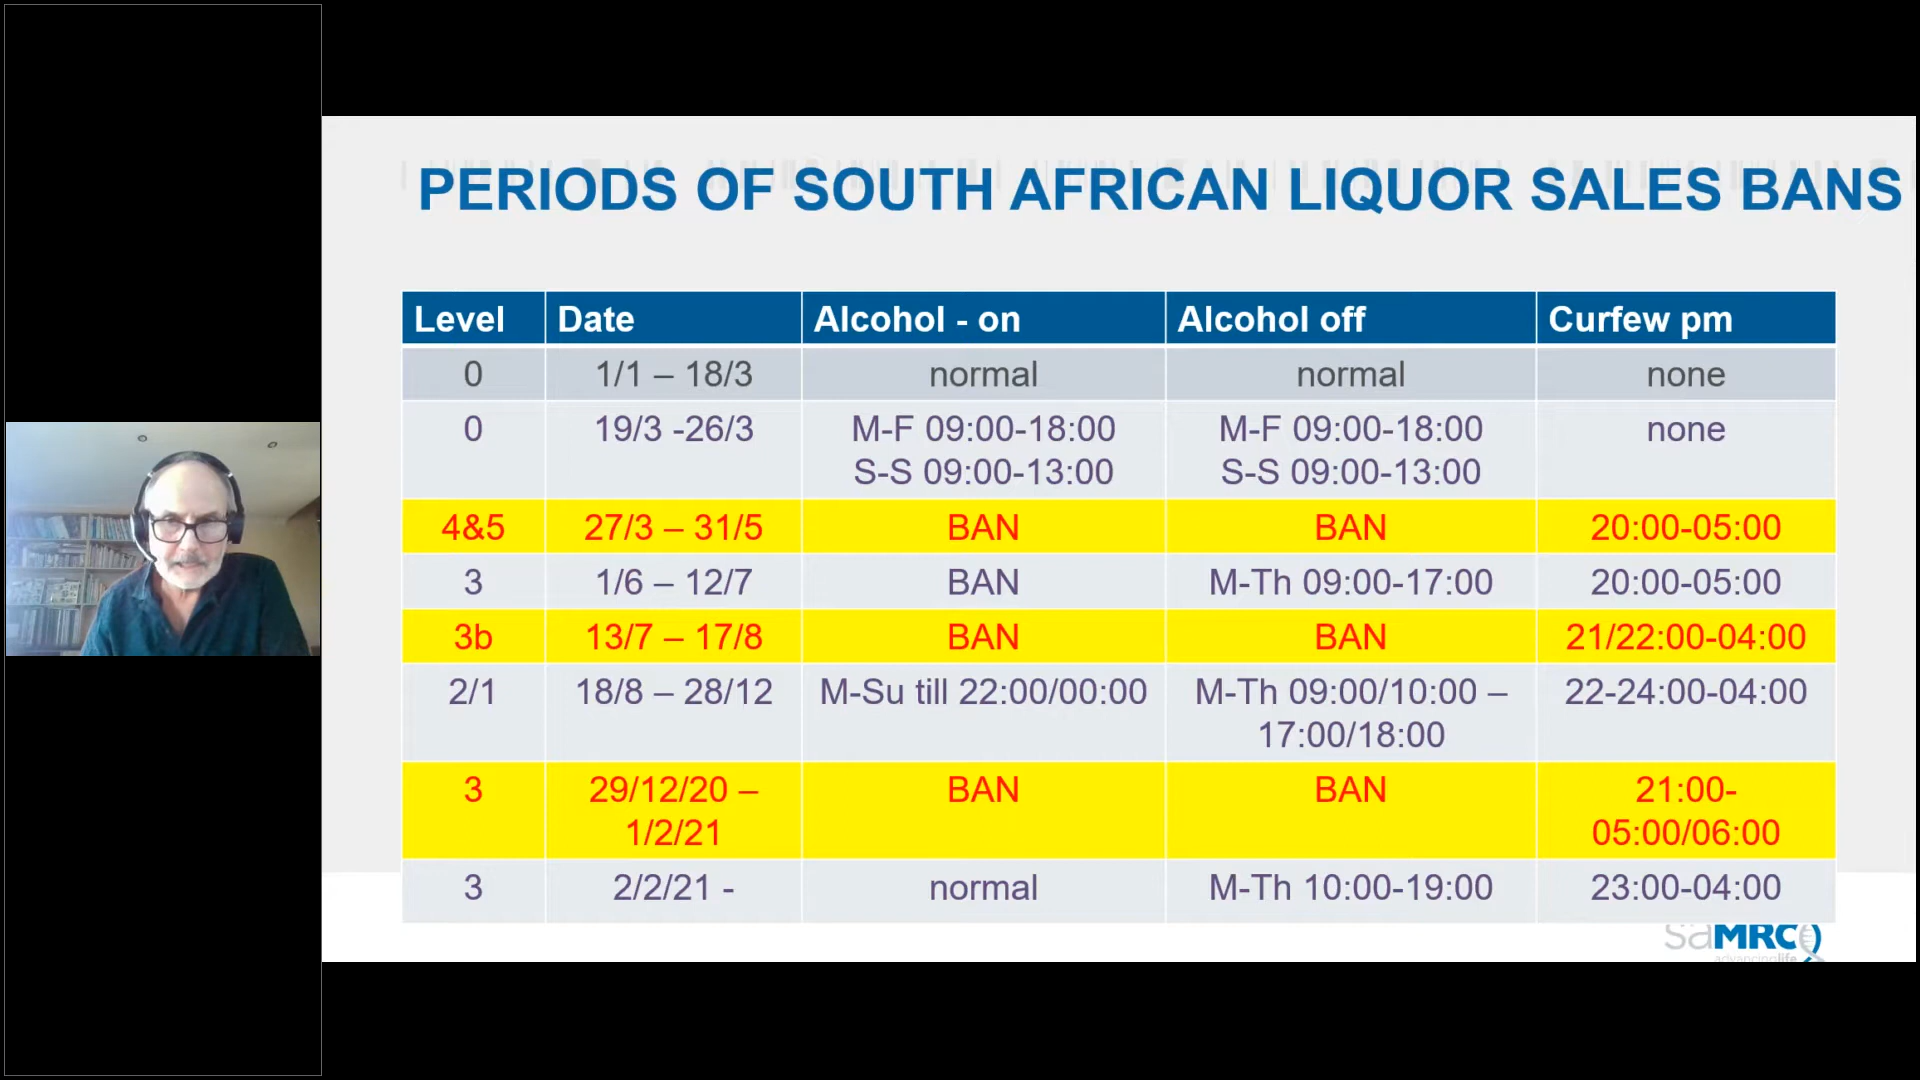 PERIODS OF SOUTH AFRICAN LIQUOR SALES BANS
Level Date Alcohol - on Alcohol off Curfew pm
0 1/1 – 18/3 normal normal none
0 19/3 -26/3 M-F 09:00-18:00 M-F 09:00-18:00 none
S-S 09:00-13:00 S-S 09:00-13:00
4&5 27/3 – 31/5 BAN BAN 20:00-05:00
3 1/6 – 12/7 BAN M-Th 09:00-17:00 20:00-05:00
3b 13/7 – 17/8 BAN BAN 21/22:00-04:00
2/1 18/8 – 28/12 M-Su till 22:00/00:00 M-Th 09:00/10:00 – 22-24:00-04:00
17:00/18:00
3 29/12/20 – BAN BAN 21:00-
1/2/21 05:00/06:00
3 2/2/21 - normal M-Th 10:00-19:00 23:00-04:00
saMRC
advancinglife